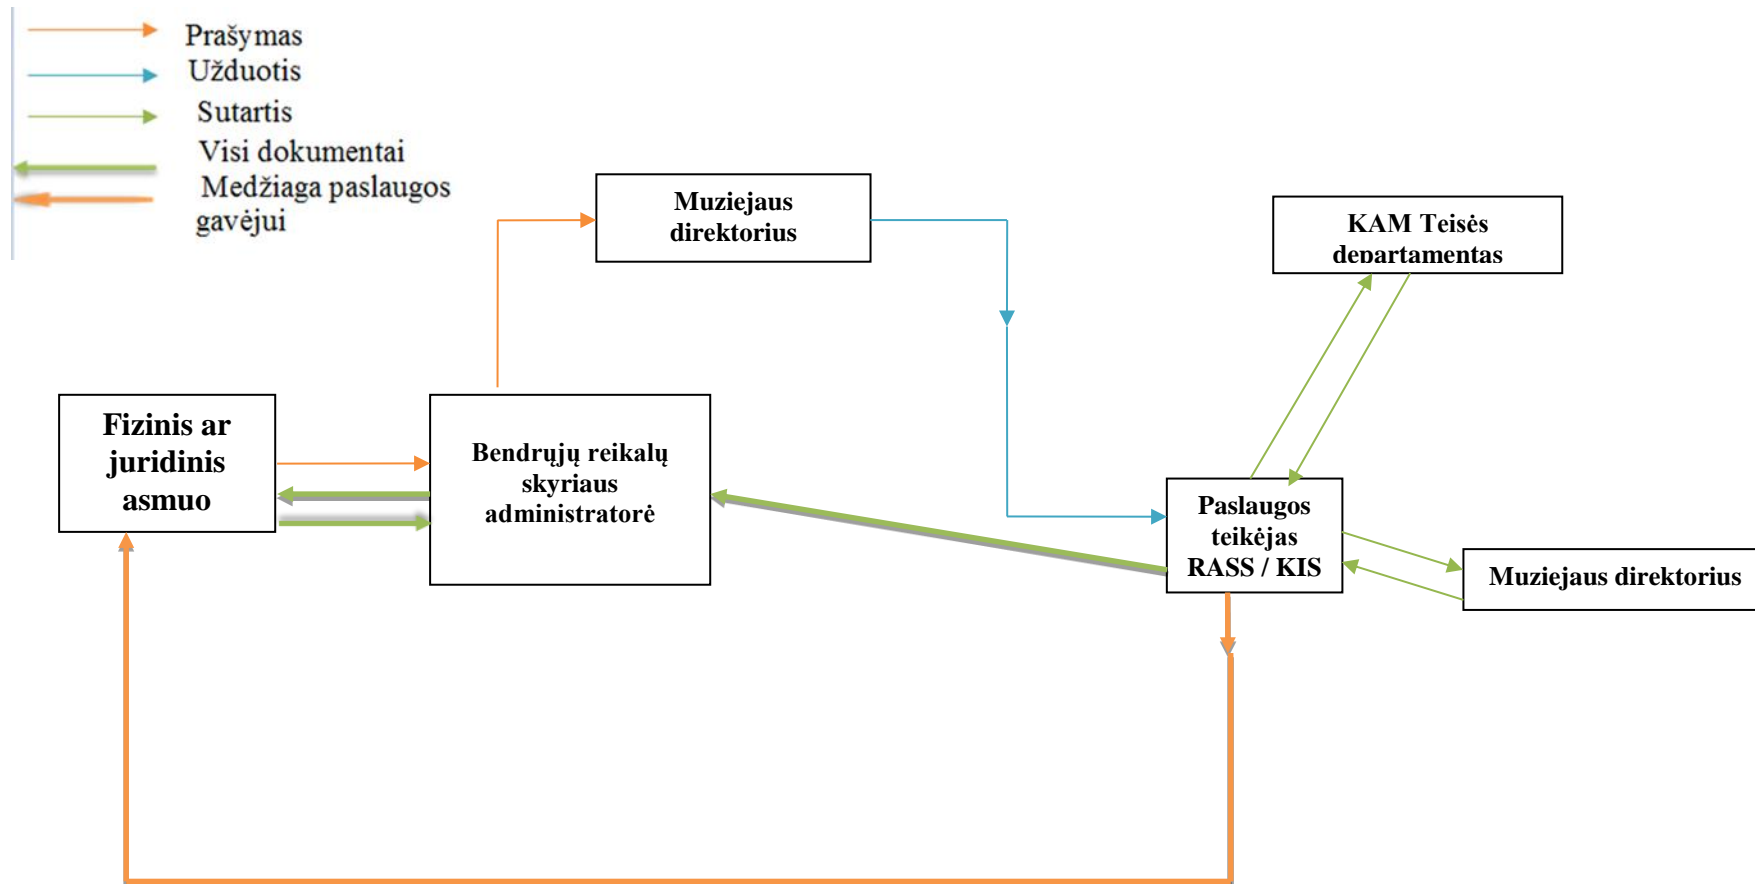 Prašymas
Užduotis
Sutartis
Visi dokumentai
Medžiaga paslaugos
gavėjui
Muziejaus
direktorius
KAM Teisės
departamentas
Fizinis ar
juridinis
asmuo
Bendrųjų reikalų
skyriaus
administratorė
Paslaugos
teikėjas
RASS / KIS
Muziejaus direktorius